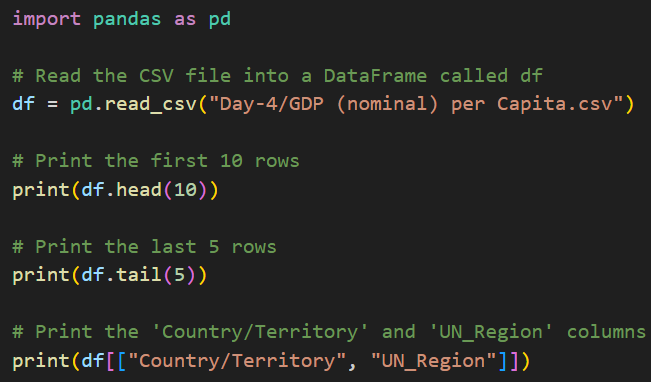 import pandas as pd
# Read the CSV file into a DataFrame called df
df = pd.read_csv("Day-4/GDP (nominal) per Capita.csv")
# Print the first 10 rows
print(df.head(10))
# Print the last 5 rows
print(df.tail(5))
# Print the 'Country/Territory' and 'UN_Region' columns
print(df[["Country/Territory", "UN_Region"]])